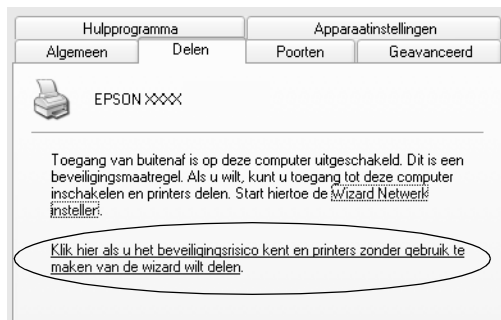 Hulpprogramma Apparaatinstellingen
Algemeen Delen Poorten Geavanceerd
EPSON XXXX
Toegang van buitenaf is op deze computer uitgeschakeld. Dit is een
beveiligingsmaatregel. Als u wilt, kunt u toegang tot deze computer
inschakelen en printers delen. Start hiertoe de Wizard Netwerk
instellen.
Klik hier als u het beveiligingsrisico kent en printers zonder gebruik te
maken van de wizard wilt delen.